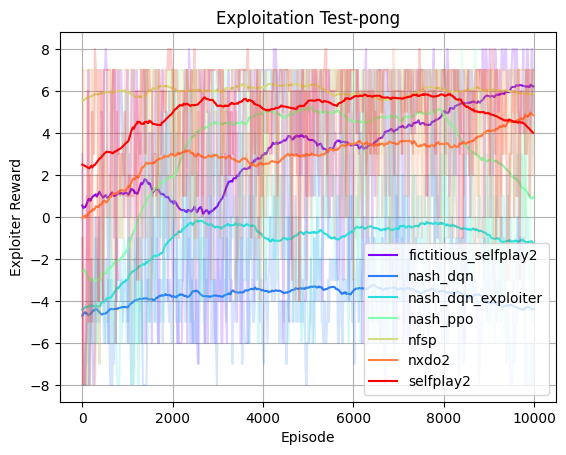 Exploitation Test-pong
8
6
4
2
0
−2
−4
−6
−8
Exploiter Reward
fictitious_selfplay2
nash_dqn
nash_dqn_exploiter
nash_ppo
nfsp
nxdo2
selfplay2
0 2000 4000 6000 8000 10000
Episode